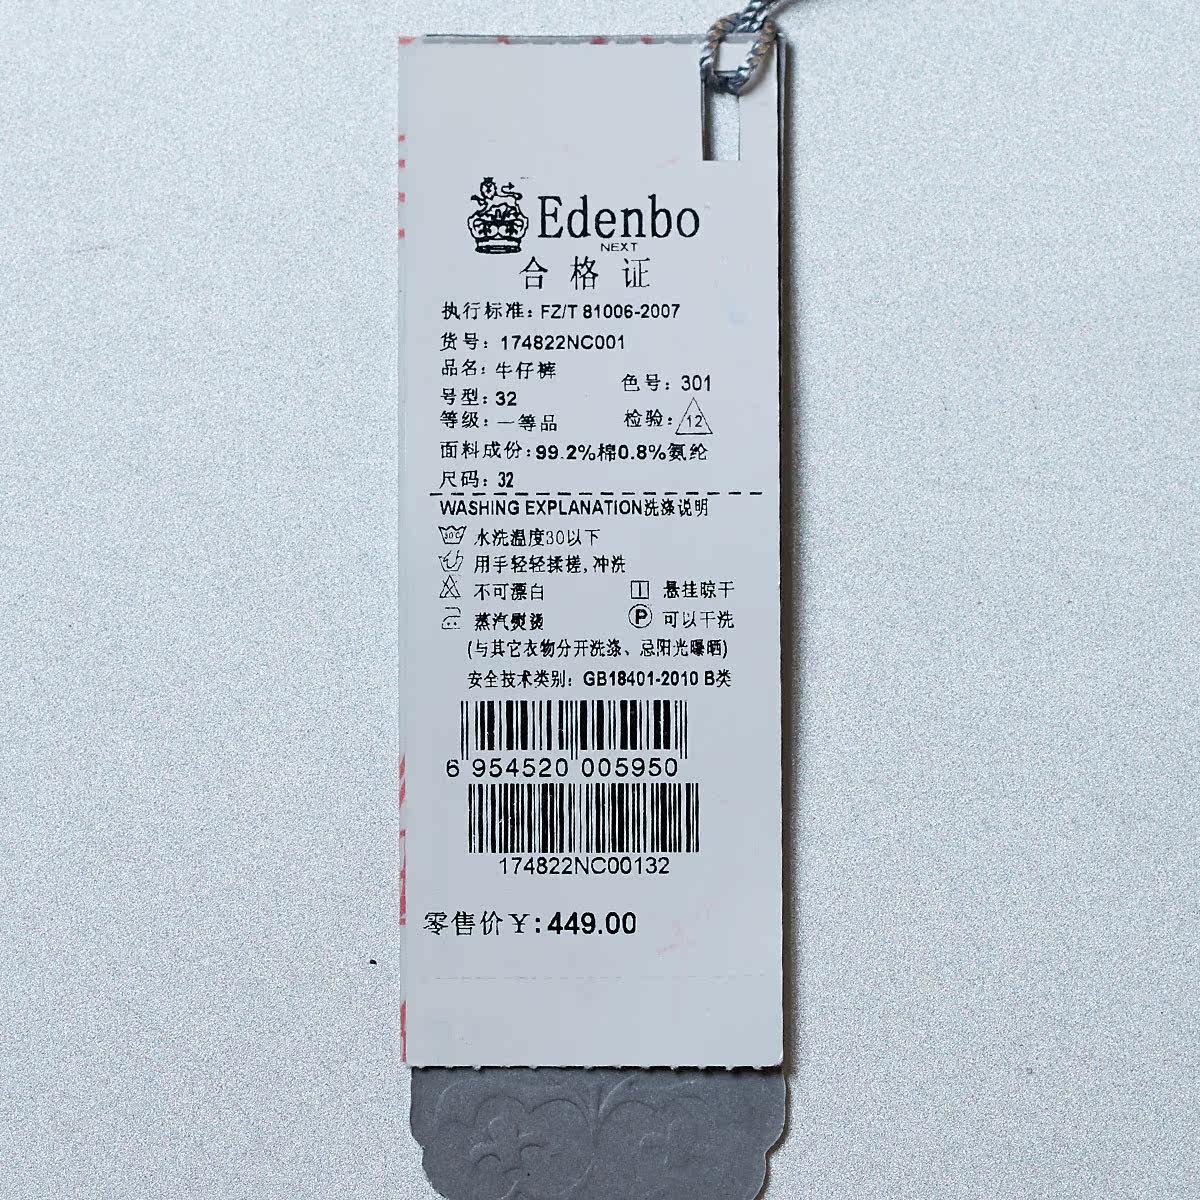 Edenbo
NEXT
合格证
执行标准: FZ/T 81006-2007
货号: 174822NC001
品名: 牛仔裤
色号: 301
号型: 32
等级: 一等品
检验: 12
面料成份: 99.2%棉0.8%氨纶
尺码: 32
WASHING EXPLANATION洗涤说明
30C 水洗温度30以下
用手轻轻揉搓,冲洗
不可漂白
悬挂晾干
蒸汽熨烫
P 可以干洗
(与其它衣物分开洗涤、忌阳光曝晒)
安全技术类别: GB18401-2010 B类
6 954520 005950
174822NC00132
零售价￥: 449.00